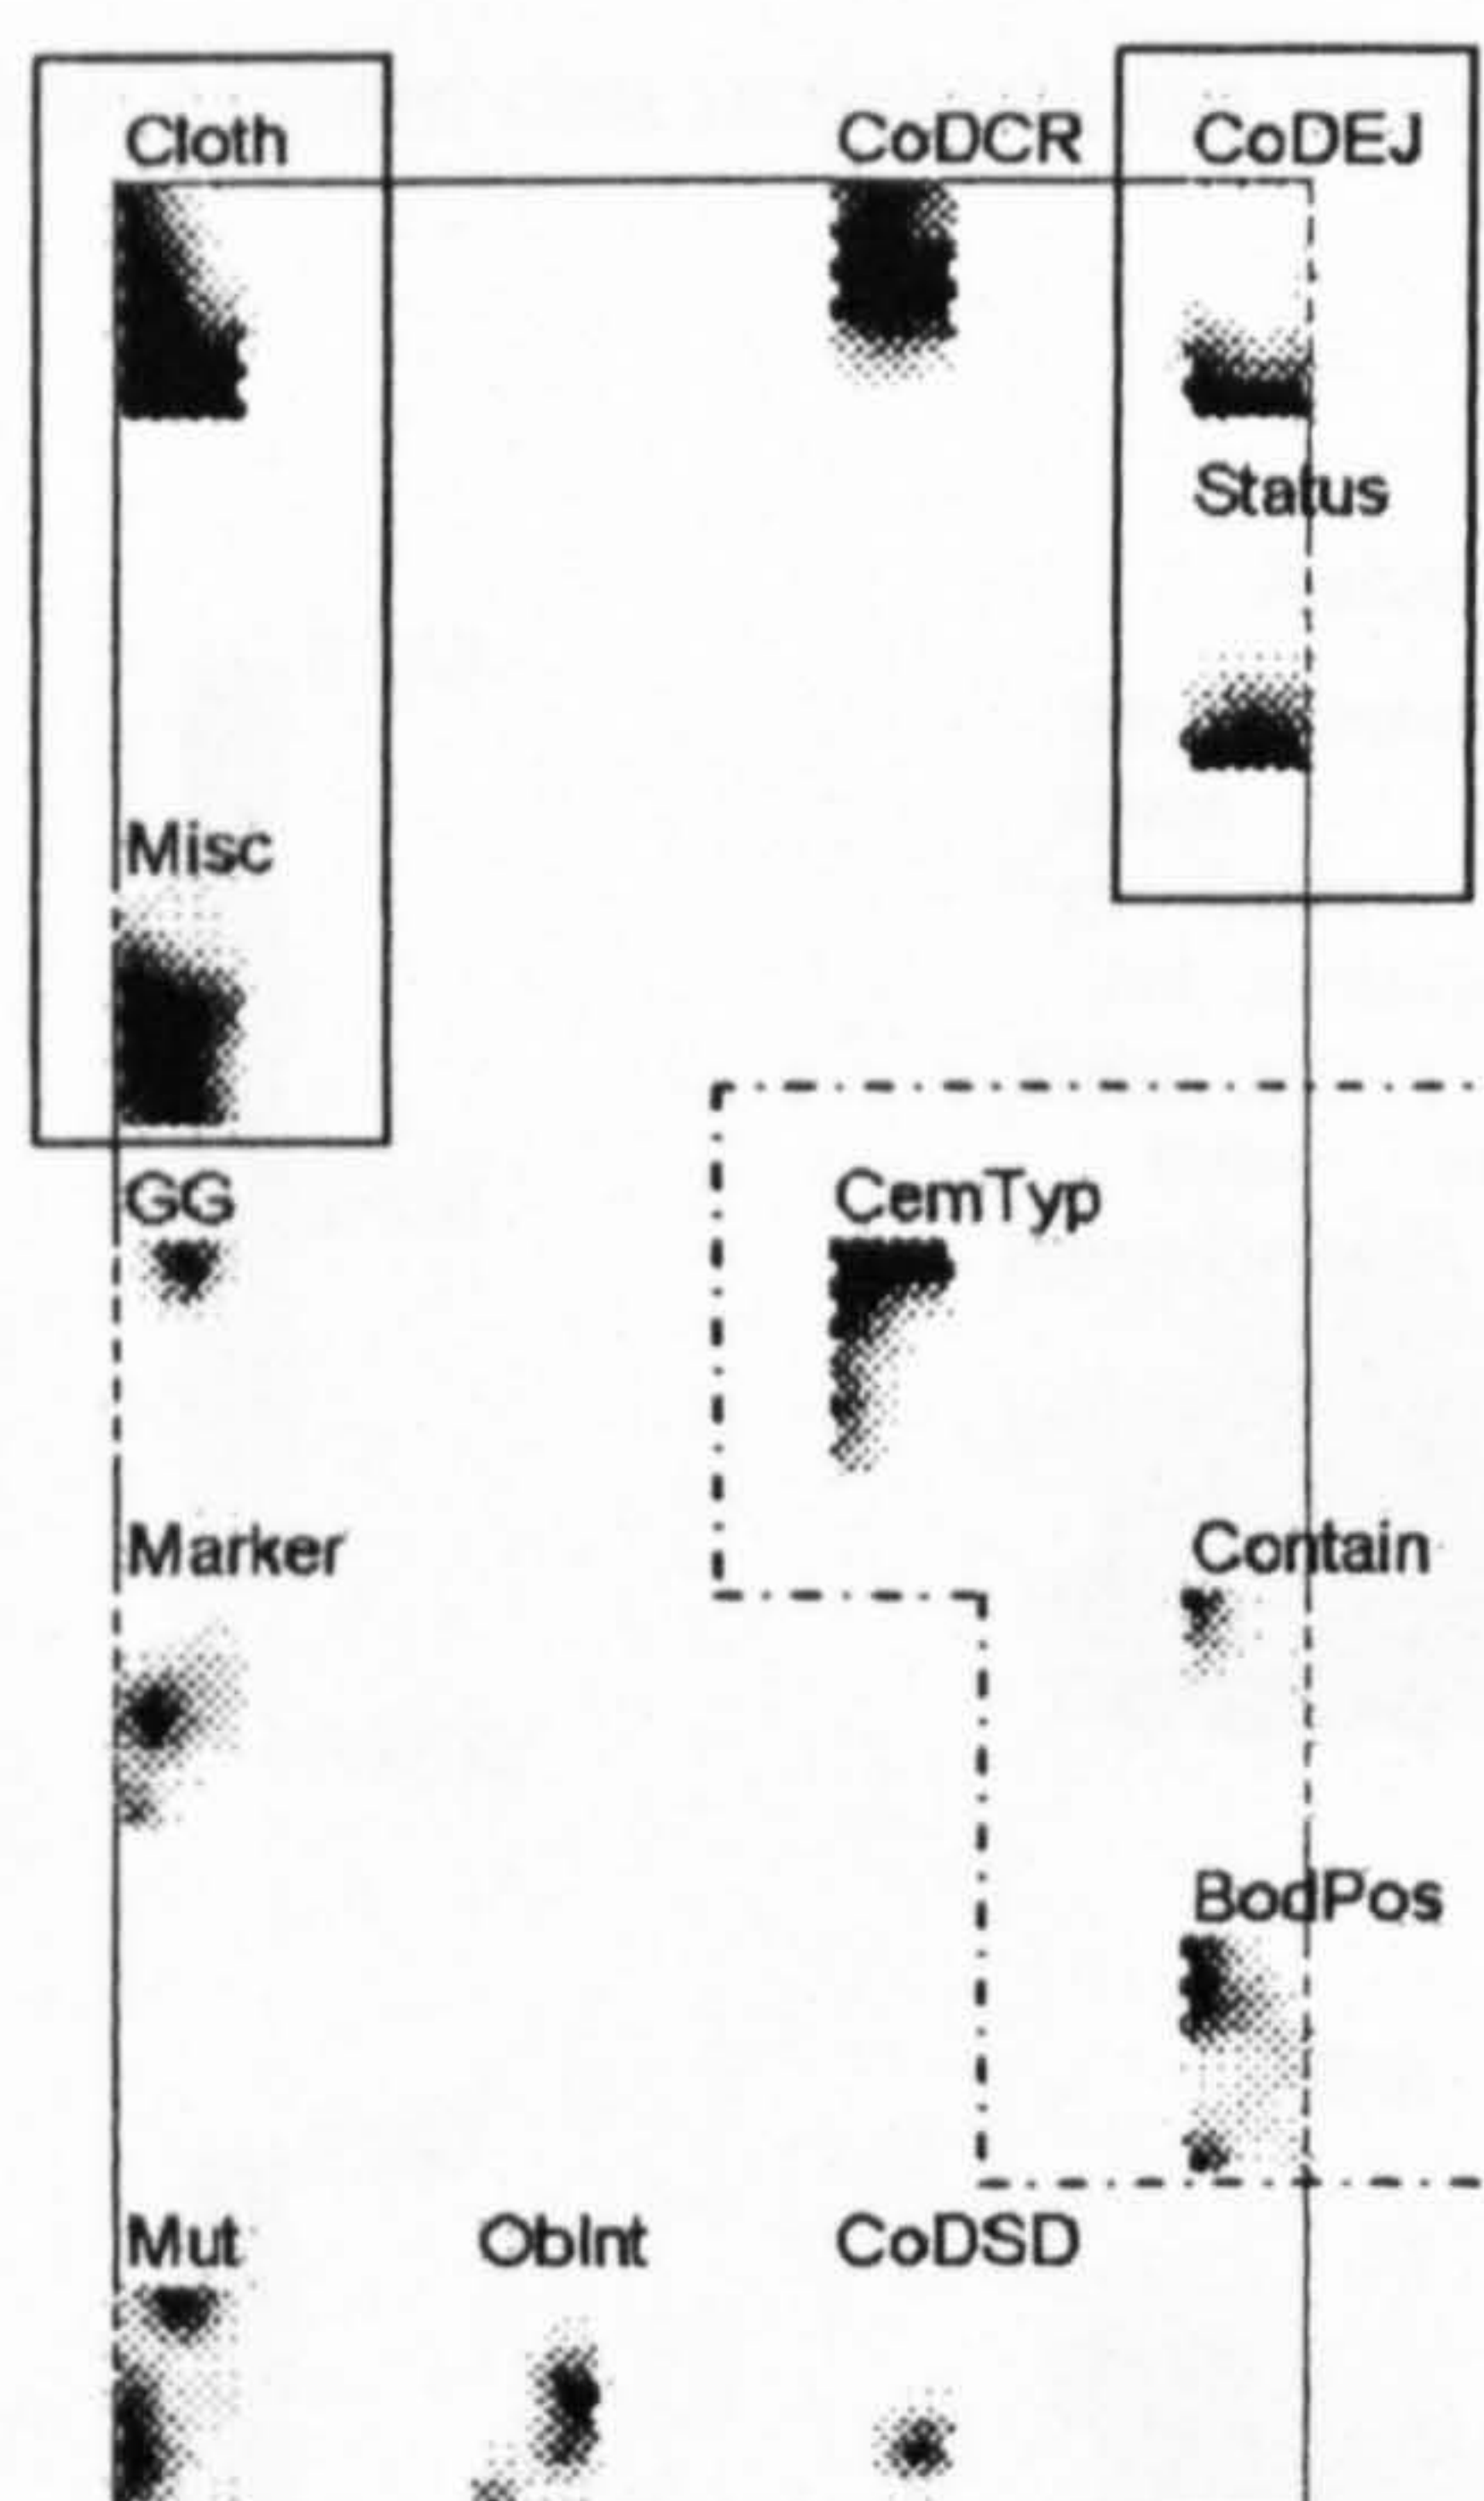 Cloth CoDCR CoDEJ
Status
Misc
GG CemTyp
Marker Contain
BodPos
Mut ObInt CoDSD